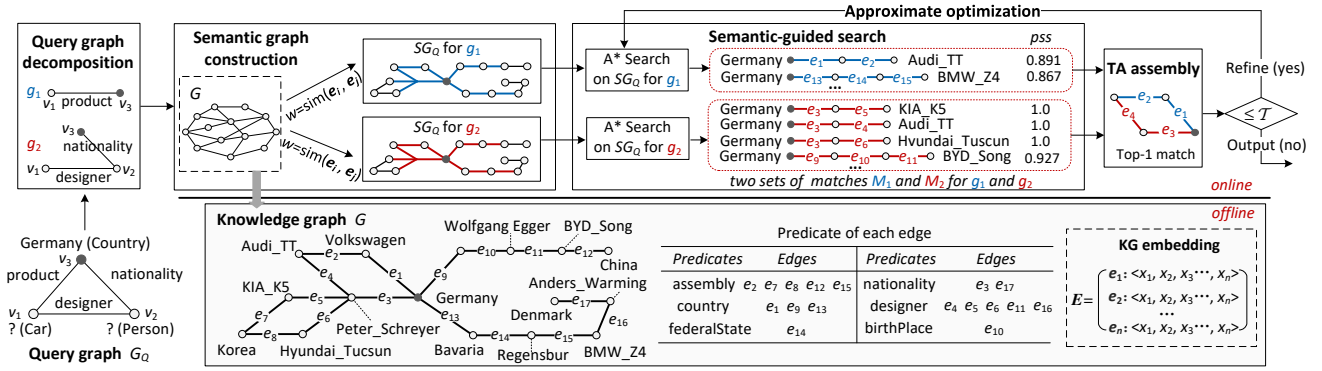 Approximate optimization
Query graph
decomposition
g1
v1 product v3
v3
g2
nationality
v1 designer v2
Semantic graph
construction
G
w=sim(ei, ej)
w=sim(ei, ej)
SGQ for g1
SGQ for g2
A* Search
on SGQ for g1
A* Search
on SGQ for g2
Semantic-guided search pss
Germany e1 e2 Audi_TT 0.891
Germany e13 e14 e15 BMW_Z4 0.867
...
Germany e3 e5 KIA_K5 1.0
Germany e3 e4 Audi_TT 1.0
Germany e3 e6 Hvundai_Tuscun 1.0
Germany e9 e10 e11 BYD_Song 0.927
...
two sets of matches M1 and M2 for g1 and g2
TA assembly
e2 e1
e4 e3
Top-1 match
Refine (yes)
≤ T
Output (no)
online
offline
Germany (Country)
v3
product nationality
designer
v1 v2
? (Car) ? (Person)
Query graph GQ
Knowledge graph G
Wolfgang Egger BYD_Song
Audi_TT Volkswagen
e2 e10 e11 e12
China
e4 e1 e9
Anders_Warming
KIA_K5 e5 e3 Germany e17
Denmark
e7 e6 e13 e16
e8 Peter_Schreyer e14 e15
Korea Hyundai_Tucsun Bavaria Regensbur BMW_Z4
Predicate of each edge
Predicates Edges Predicates Edges
assembly e2 e7 e8 e12 e15 nationality e3 e17
country e1 e9 e13 designer e4 e5 e6 e11 e16
federalState e14 birthPlace e10
KG embedding
e1: <x1, x2, x3···, xn>
E= e2: <x1, x2, x3···, xn>
...
en: <x1, x2, x3···, xn>